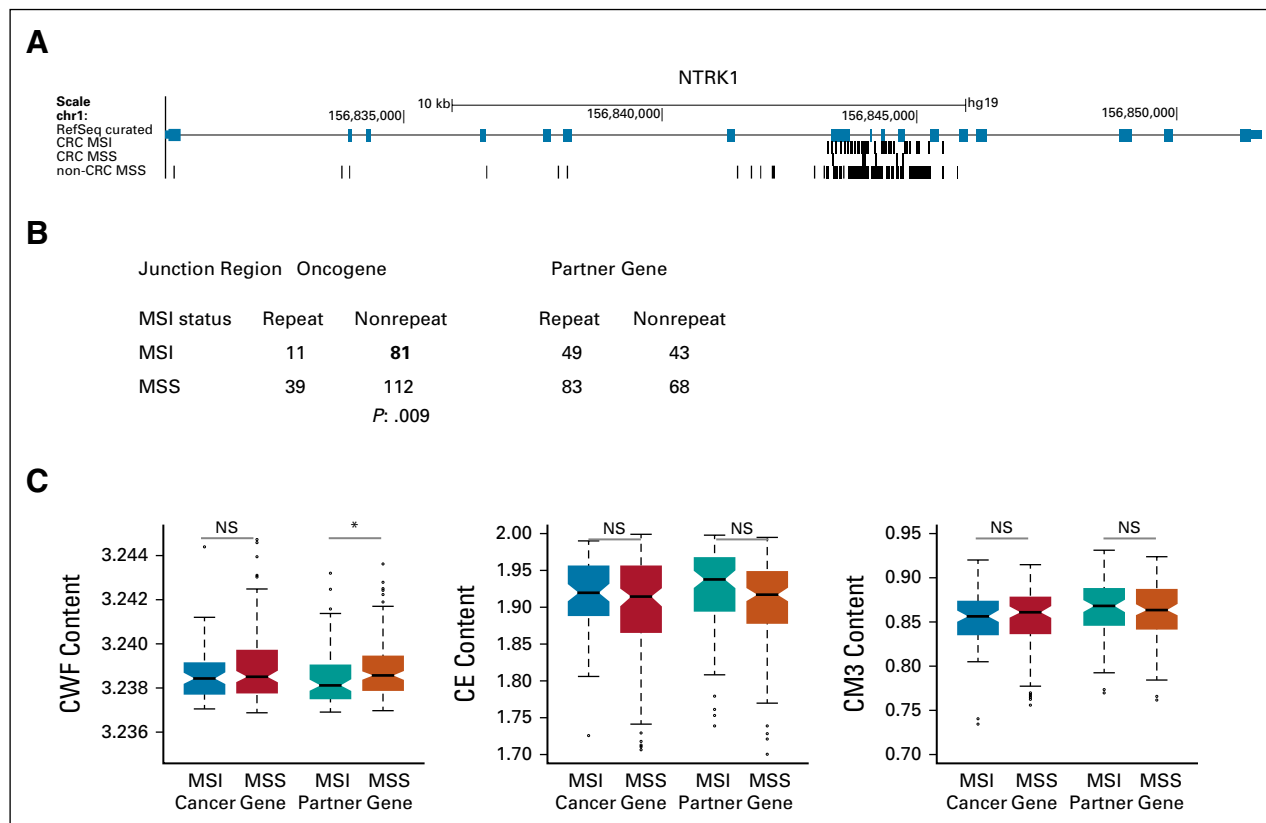 A
NTRK1
Scale
10 kb
hg19
chr1:
156,835,000|
156,840,000|
156,845,000|
156,850,000|
RefSeq curated
CRC MSI
CRC MSS
non-CRC MSS
B
Junction Region Oncogene Partner Gene
MSI status Repeat Nonrepeat Repeat Nonrepeat
MSI 11 81 49 43
MSS 39 112 83 68
P: .009
C
CWF Content
3.244
3.242
3.240
3.238
3.236
NS *
MSI MSS MSI MSS
Cancer Gene Partner Gene
CE Content
2.00
1.95
1.90
1.85
1.80
1.75
1.70
NS NS
MSI MSS MSI MSS
Cancer Gene Partner Gene
CM3 Content
0.95
0.90
0.85
0.80
0.75
0.70
NS NS
MSI MSS MSI MSS
Cancer Gene Partner Gene